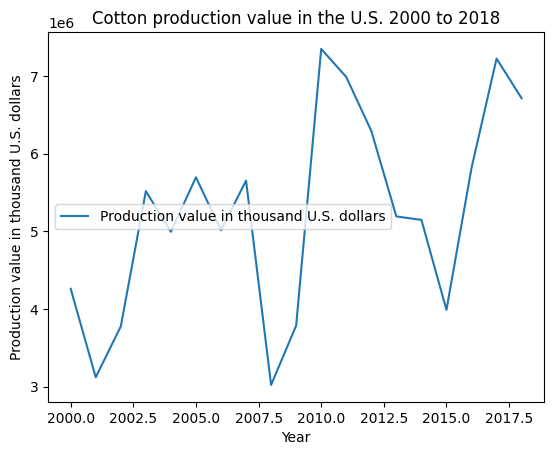 Cotton production value in the U.S. 2000 to 2018
1e6
Production value in thousand U.S. dollars
7
6
5
4
3
Production value in thousand U.S. dollars
2000.0 2002.5 2005.0 2007.5 2010.0 2012.5 2015.0 2017.5
Year